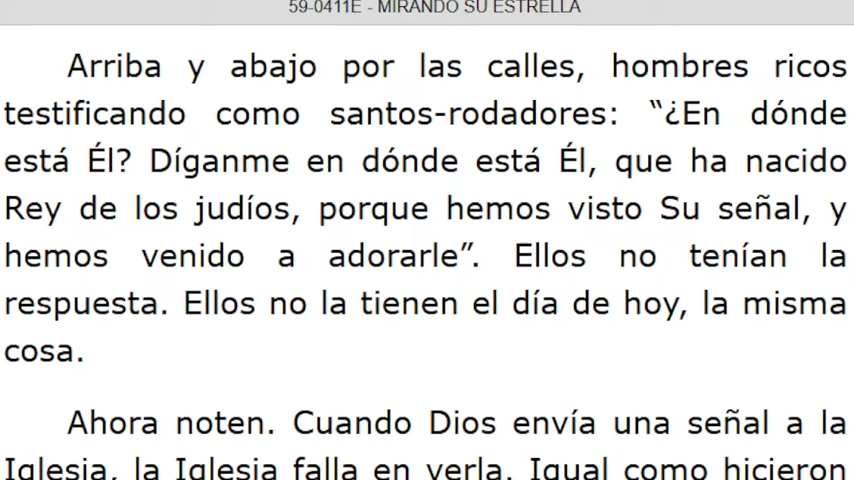 59-0411E - MIRANDO SU ESTRELLA
Arriba y abajo por las calles, hombres ricos
testificando como santos-rodadores: “¿En dónde
está Él? Díganme en dónde está Él, que ha nacido
Rey de los judíos, porque hemos visto Su señal, y
hemos venido a adorarle”. Ellos no tenían la
respuesta. Ellos no la tienen el día de hoy, la misma
cosa.
Ahora noten. Cuando Dios envía una señal a la
Iglesia, la Iglesia falla en verla. Igual como hicieron